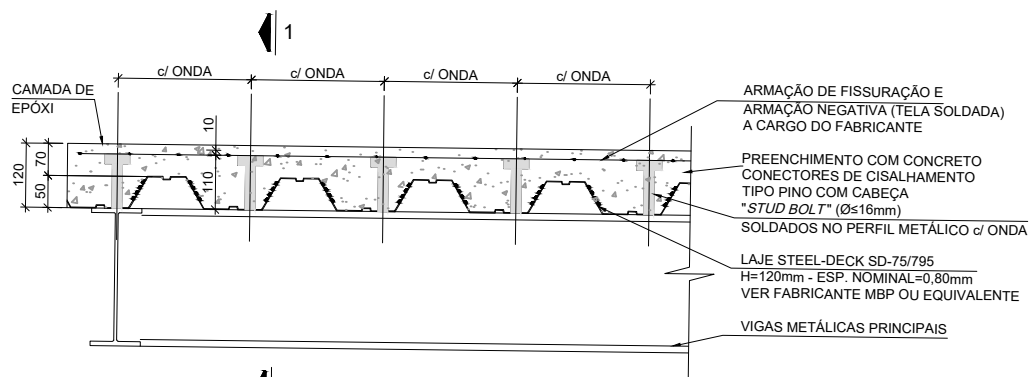 1
c/ ONDA
c/ ONDA
c/ ONDA
c/ ONDA
CAMADA DE
EPÓXI
120
70
50
10
110
ARMAÇÃO DE FISSURAÇÃO E
ARMAÇÃO NEGATIVA (TELA SOLDADA)
A CARGO DO FABRICANTE
PREENCHIMENTO COM CONCRETO
CONECTORES DE CISALHAMENTO
TIPO PINO COM CABEÇA
"STUD BOLT" (Ø≤16mm)
SOLDADOS NO PERFIL METÁLICO c/ ONDA
LAJE STEEL-DECK SD-75/795
H=120mm - ESP. NOMINAL=0,80mm
VER FABRICANTE MBP OU EQUIVALENTE
VIGAS METÁLICAS PRINCIPAIS